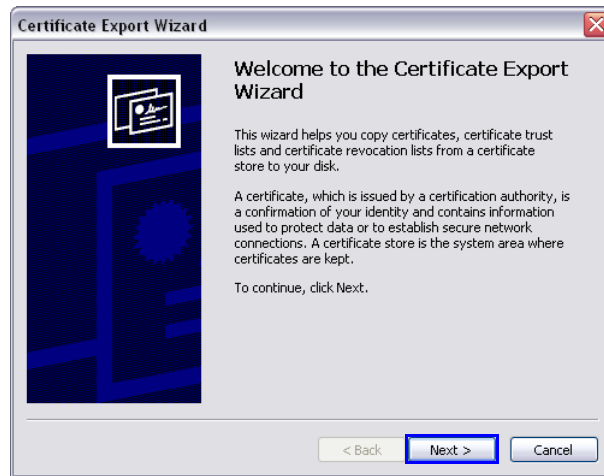 Certificate Export Wizard
Welcome to the Certificate Export
Wizard
This wizard helps you copy certificates, certificate trust
lists and certificate revocation lists from a certificate
store to your disk.
A certificate, which is issued by a certification authority, is
a confirmation of your identity and contains information
used to protect data or to establish secure network
connections. A certificate store is the system area where
certificates are kept.
To continue, click Next.
< Back Next > Cancel